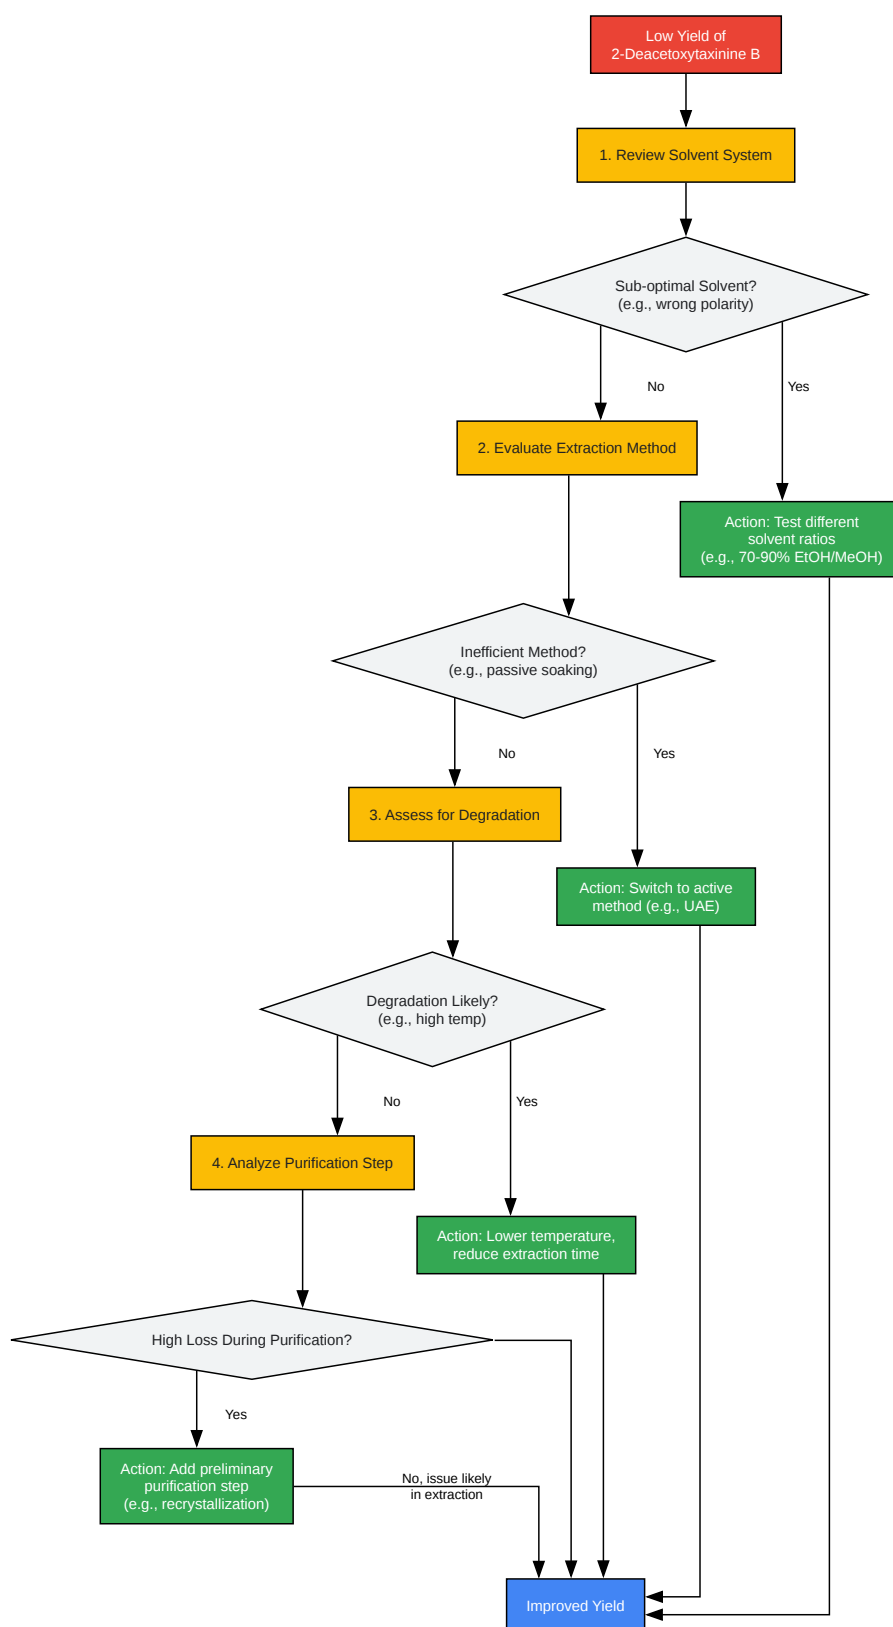 Low Yield of
2-Deacetoxytaxinine B
1. Review Solvent System
Sub-optimal Solvent?
(e.g., wrong polarity)
No
Yes
2. Evaluate Extraction Method
Action: Test different
solvent ratios
(e.g., 70-90% EtOH/MeOH)
Inefficient Method?
(e.g., passive soaking)
No
Yes
3. Assess for Degradation
Action: Switch to active
method (e.g., UAE)
Degradation Likely?
(e.g., high temp)
No
Yes
4. Analyze Purification Step
Action: Lower temperature,
reduce extraction time
High Loss During Purification?
Yes
Action: Add preliminary
purification step
(e.g., recrystallization)
No, issue likely
in extraction
Improved Yield